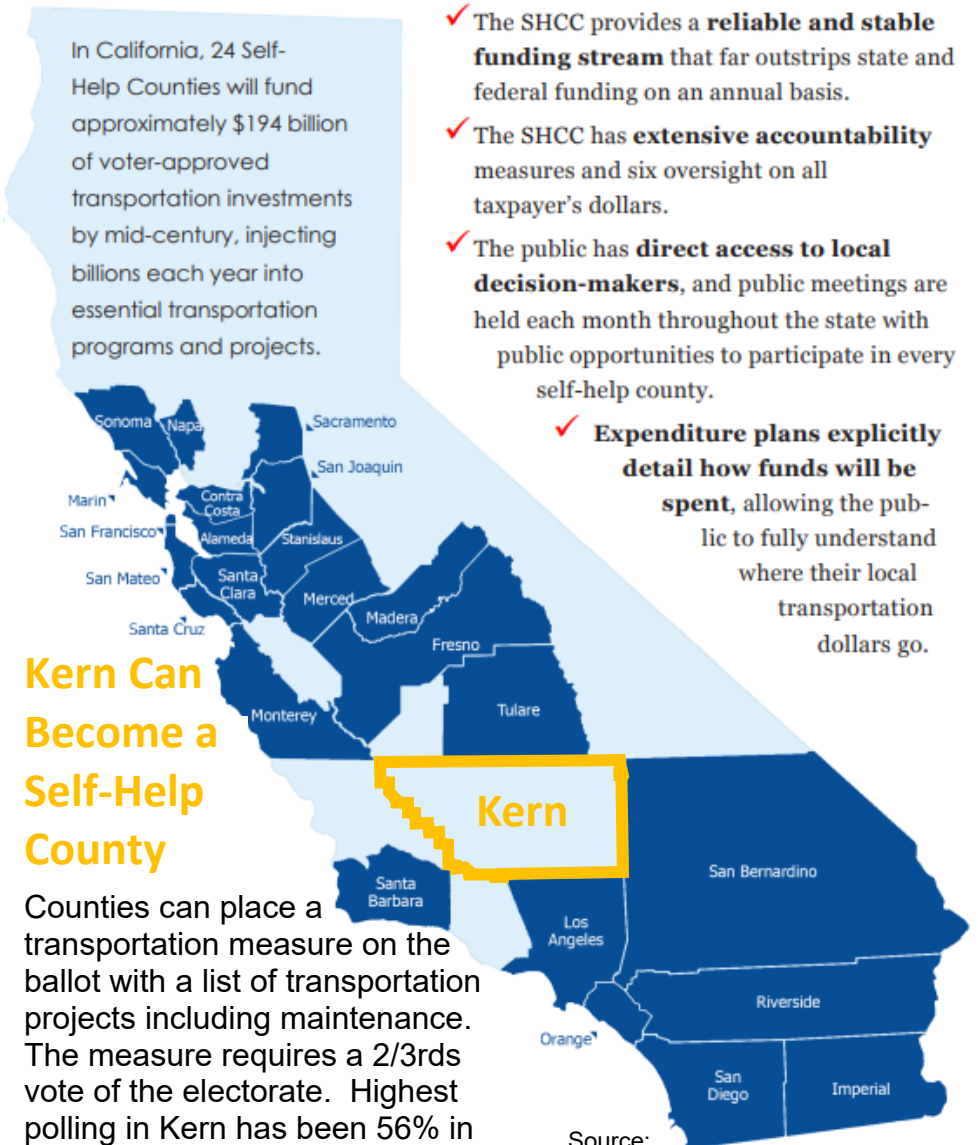 In California, 24 Self-
Help Counties will fund
approximately $194 billion
of voter-approved
transportation investments
by mid-century, injecting
billions each year into
essential transportation
programs and projects.
✓ The SHCC provides a reliable and stable
funding stream that far outstrips state and
federal funding on an annual basis.
✓ The SHCC has extensive accountability
measures and six oversight on all
taxpayer’s dollars.
✓ The public has direct access to local
decision-makers, and public meetings are
held each month throughout the state with
public opportunities to participate in every
self-help county.
✓ Expenditure plans explicitly
detail how funds will be
spent, allowing the pub-
lic to fully understand
where their local
transportation
dollars go.
Sonoma
Napa
Sacramento
San Joaquin
Marin
Contra
Costa
San Francisco
Alameda
Stanislaus
San Mateo
Santa
Clara
Merced
Madera
Santa Cruz
Fresno
Monterey
Tulare
Kern Can
Become a
Self-Help
County
Kern
San Bernardino
Santa
Barbara
Los
Angeles
Riverside
Orange
San
Diego
Imperial
Counties can place a
transportation measure on the
ballot with a list of transportation
projects including maintenance.
The measure requires a 2/3rds
vote of the electorate.  Highest
polling in Kern has been 56% in
Source: